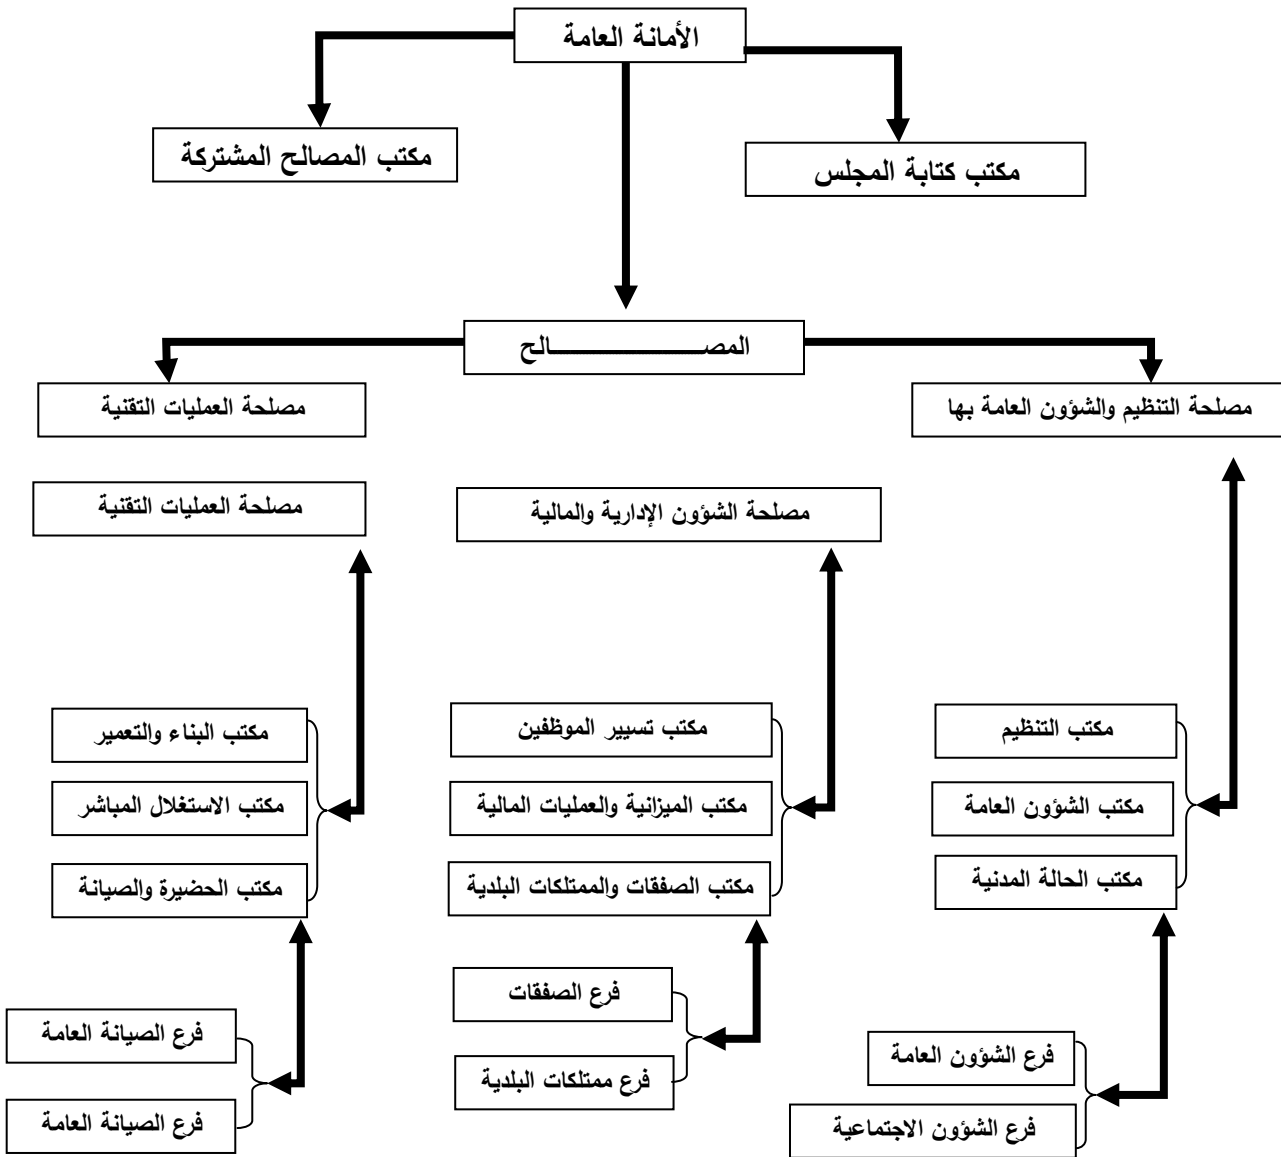 الأمانة العامة
مكتب كتابة المجلس
مكتب المصالح المشتركة
المصـــــــــــالح
مصلحة التنظيم والشؤون العامة بها
مصلحة العمليات التقنية
مصلحة الشؤون الإدارية والمالية
مصلحة العمليات التقنية
مكتب التنظيم
مكتب الشؤون العامة
مكتب الحالة المدنية
مكتب تسيير الموظفين
مكتب الميزانية والعمليات المالية
مكتب الصفقات والممتلكات البلدية
مكتب البناء والتعمير
مكتب الاستغلال المباشر
مكتب الحضيرة والصيانة
فرع الشؤون العامة
فرع الشؤون الاجتماعية
فرع الصفقات
فرع ممتلكات البلدية
فرع الصيانة العامة
فرع الصيانة العامة